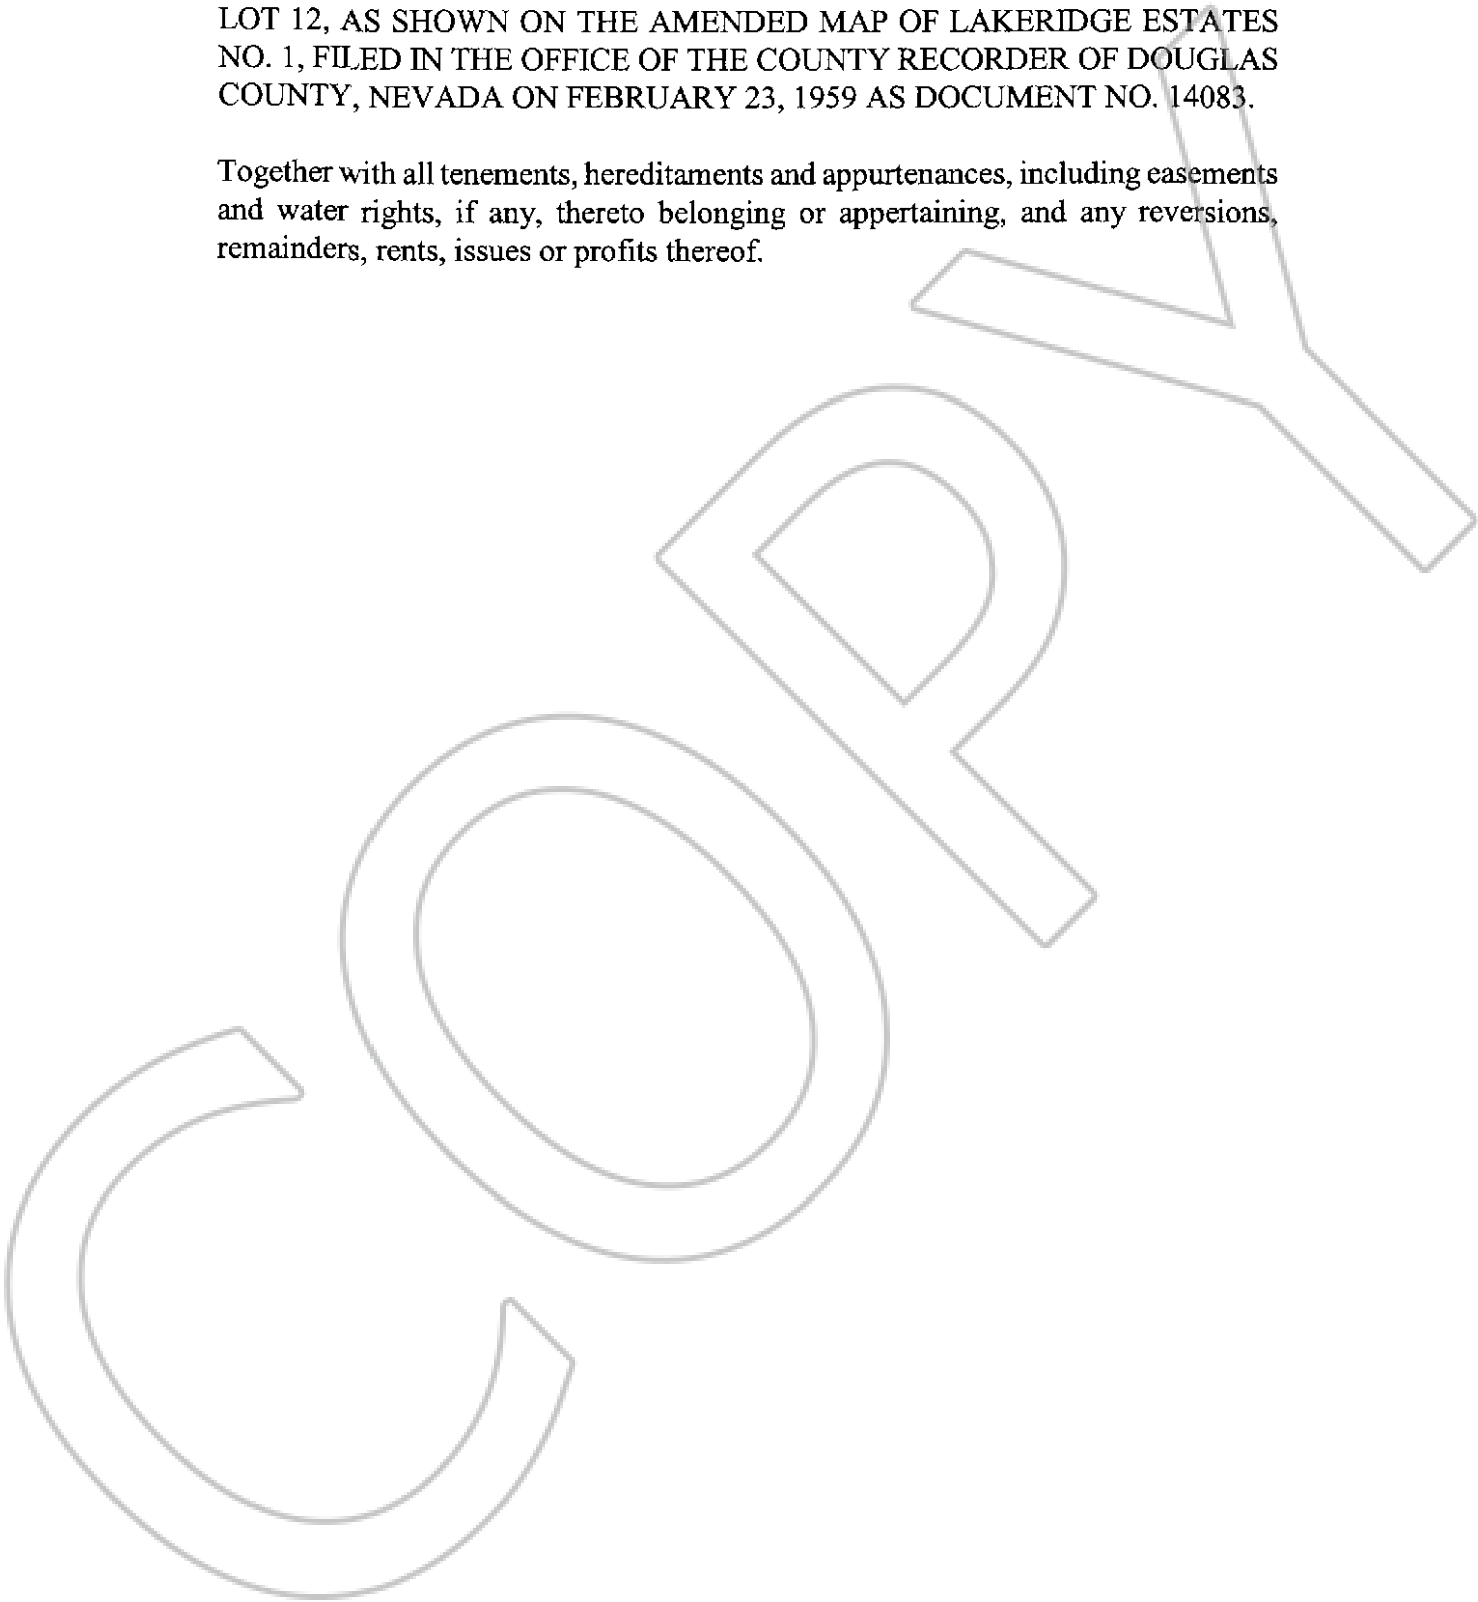 LOT 12, AS SHOWN ON THE AMENDED MAP OF LAKERIDGE ESTATES
NO. 1, FILED IN THE OFFICE OF THE COUNTY RECORDER OF DOUGLAS
COUNTY, NEVADA ON FEBRUARY 23, 1959 AS DOCUMENT NO. 14083.
Together with all tenements, hereditaments and appurtenances, including easements
and water rights, if any, thereto belonging or appertaining, and any reversions,
remainders, rents, issues or profits thereof.
COPY